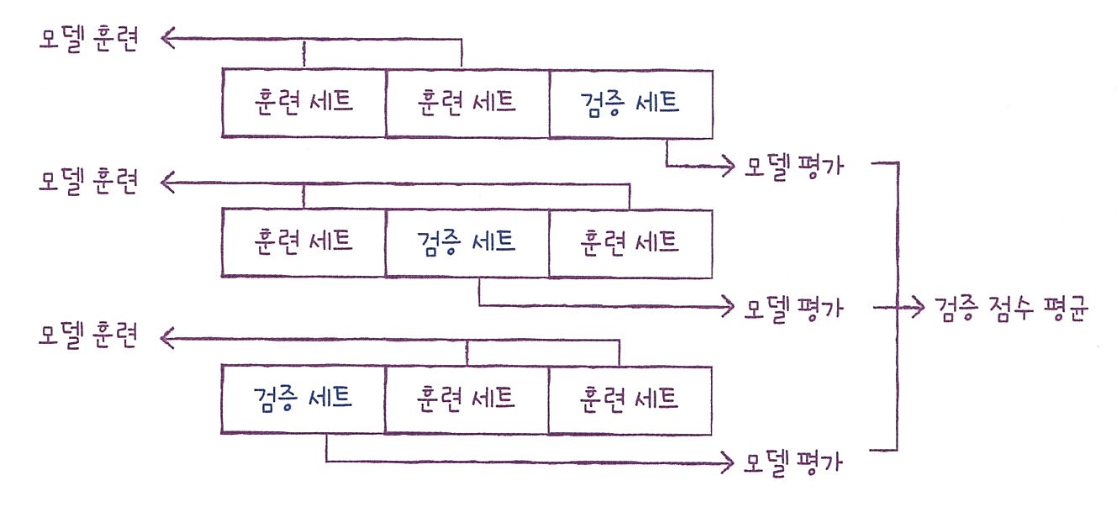 모델 훈련
훈련 세트 훈련 세트 검증 세트
모델 평가
모델 훈련
훈련 세트 검증 세트 훈련 세트
모델 평가 검증 점수 평균
모델 훈련
검증 세트 훈련 세트 훈련 세트
모델 평가